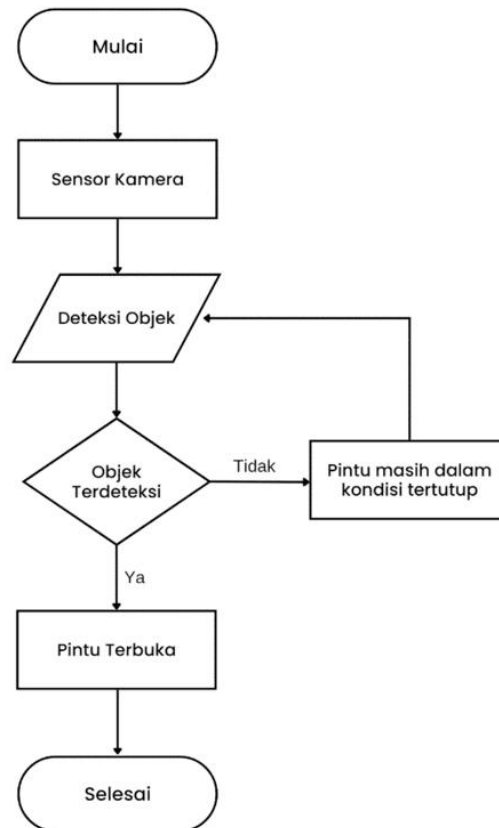 Mulai
Sensor Kamera
Deteksi Objek
Objek
Terdeteksi
Tidak
Pintu masih dalam
kondisi tertutup
Ya
Pintu Terbuka
Selesai